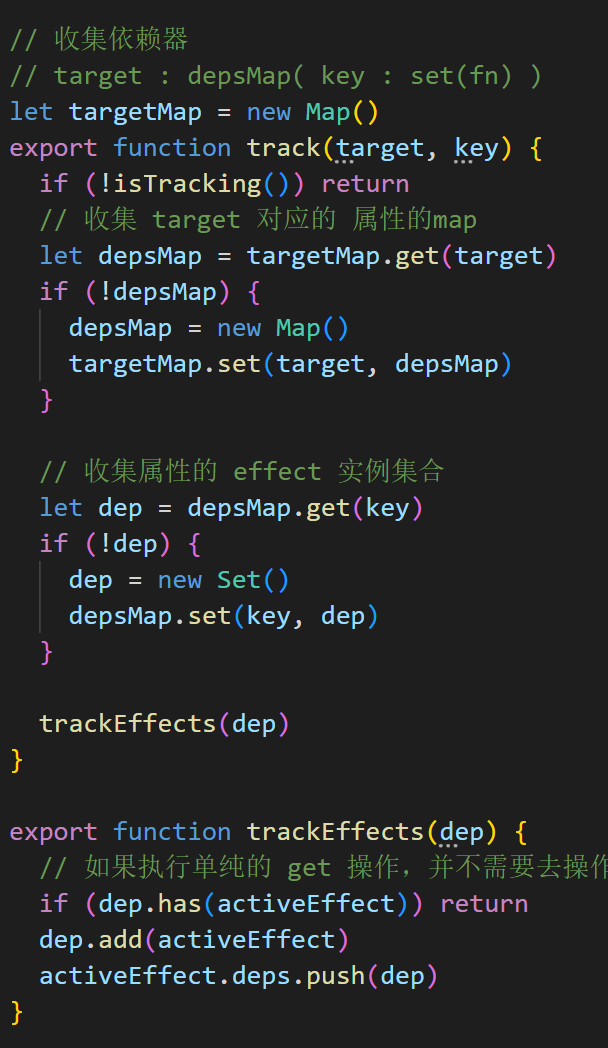 // 收集依赖器
// target : depsMap( key : set(fn) )
let targetMap = new Map()
export function track(target, key) {
  if (!isTracking()) return
  // 收集 target 对应的 属性的map
  let depsMap = targetMap.get(target)
  if (!depsMap) {
    depsMap = new Map()
    targetMap.set(target, depsMap)
  }

  // 收集属性的 effect 实例集合
  let dep = depsMap.get(key)
  if (!dep) {
    dep = new Set()
    depsMap.set(key, dep)
  }

  trackEffects(dep)
}

export function trackEffects(dep) {
  // 如果执行单纯的 get 操作，并不需要去操作
  if (dep.has(activeEffect)) return
  dep.add(activeEffect)
  activeEffect.deps.push(dep)
}